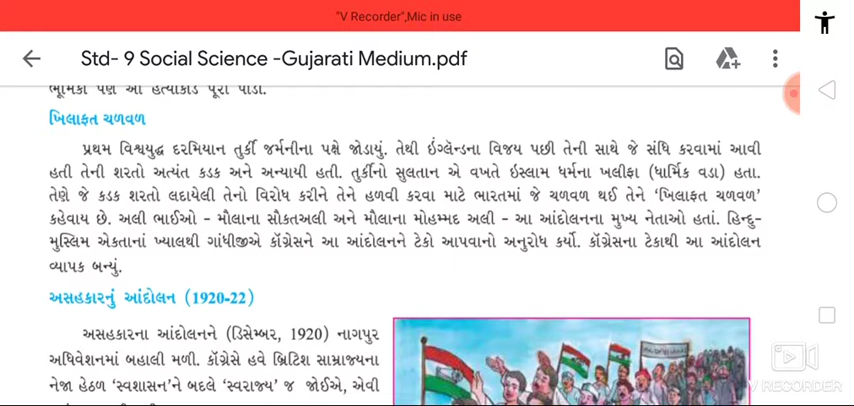 "V Recorder",Mic in use
Std- 9 Social Science -Gujarati Medium.pdf
ભૂમિકા પણ આ હત્યાકાંડે પૂરી પાડી.
ખિલાફત ચળવળ
પ્રથમ વિશ્વયુદ્ધ દરમિયાન તુર્કી જર્મનીના પક્ષે જોડાયું. તેથી ઇંગ્લૅન્ડના વિજય પછી તેની સાથે જે સંધિ કરવામાં આવી
હતી તેની શરતો અત્યંત કડક અને અન્યાયી હતી. તુર્કીનો સુલતાન એ વખતે ઇસ્લામ ધર્મના ખલીફા (ધાર્મિક વડા) હતા.
તેણે જે કડક શરતો લદાયેલી તેનો વિરોધ કરીને તેને હળવી કરવા માટે ભારતમાં જે ચળવળ થઈ તેને ‘ખિલાફત ચળવળ’
કહેવાય છે. અલી ભાઈઓ - મૌલાના સૌકતઅલી અને મૌલાના મોહમ્મદ અલી - આ આંદોલનના મુખ્ય નેતાઓ હતાં. હિન્દુ-
મુસ્લિમ એકતાનાં ખ્યાલથી ગાંધીજીએ કૉંગ્રેસને આ આંદોલનને ટેકો આપવાનો અનુરોધ કર્યો. કૉંગ્રેસના ટેકાથી આ આંદોલન
વ્યાપક બન્યું.
અસહકારનું આંદોલન (1920-22)
અસહકારના આંદોલનને (ડિસેમ્બર, 1920) નાગપુર
અધિવેશનમાં બહાલી મળી. કૉંગ્રેસે હવે બ્રિટિશ સામ્રાજ્યના
નેજા હેઠળ ‘સ્વશાસન’ને બદલે ‘સ્વરાજ્ય’ જ જોઈએ, એવી
V RECORDER